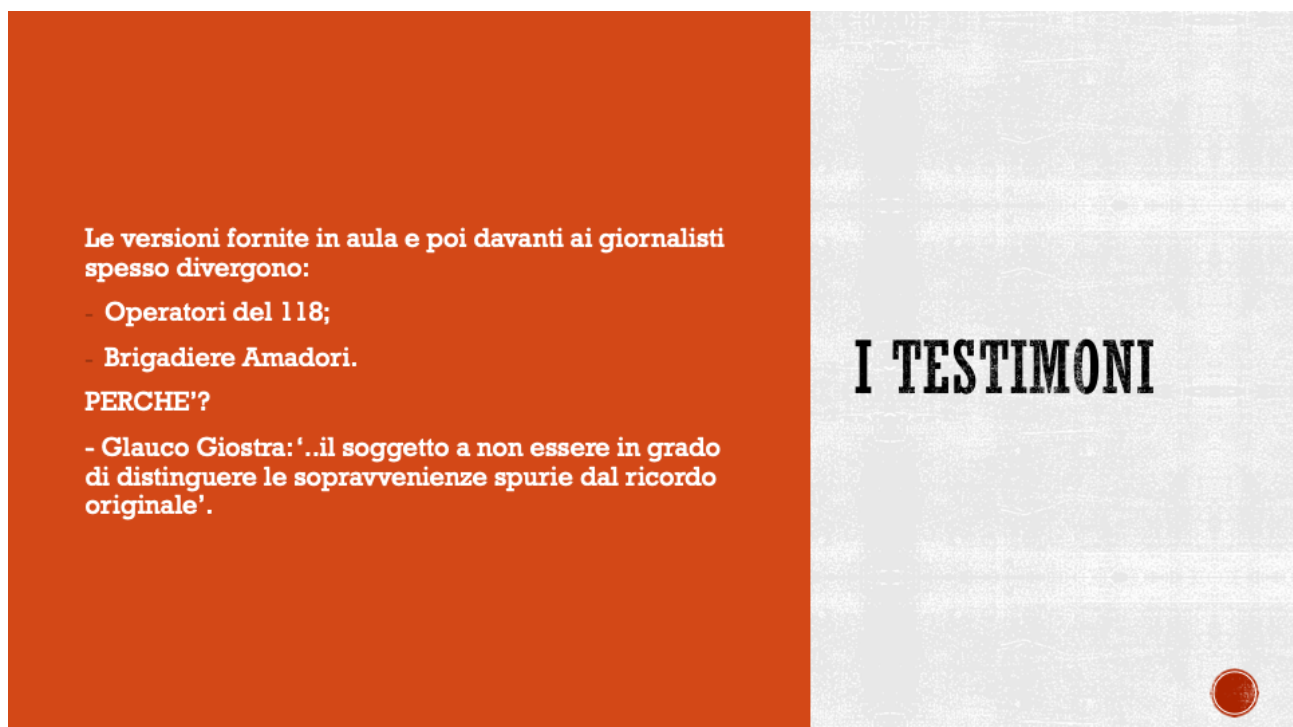 Le versioni fornite in aula e poi davanti ai giornalisti
spesso divergono:
- Operatori del 118;
- Brigadiere Amadori.
PERCHE'?
- Glauco Giostra: '..il soggetto a non essere in grado
di distinguere le sopravvenienze spurie dal ricordo
originale'.
I TESTIMONI